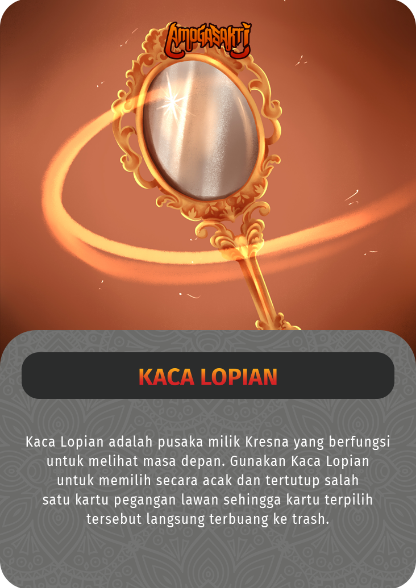 AMOGASAKTI
KACA LOPIAN
Kaca Lopian adalah pusaka milik Kresna yang berfungsi
untuk melihat masa depan. Gunakan Kaca Lopian
untuk memilih secara acak dan tertutup salah
satu kartu pegangan lawan sehingga kartu terpilih
tersebut langsung terbuang ke trash.